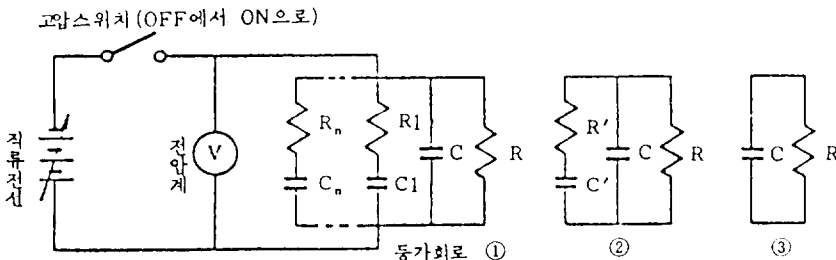 고압스위치 (OFF에서 ON으로)
직류전신
전압계
V
Rn
Cn
R1
C1
C
R
R'
C'
C
R
C
R
등가회로 ①
②
③